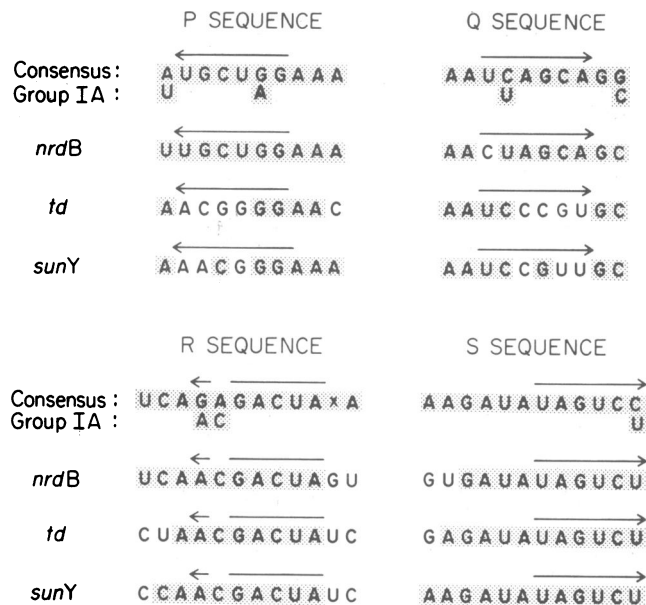 P SEQUENCE Q SEQUENCE
Consensus: AUGCUGGAAA AAUCAGCAGG
Group IA: U A U C
nrdB UUGCUGGAAA AACUAGCAGC
td AACGGGGAAC AAUCCCGUGC
sunY AAACGGGAAA AAUCCGUUGC
R SEQUENCE S SEQUENCE
Consensus: UCAGAGACUAxA AAGAUAUAGUCC
Group IA: AC U
nrdB UCAACGACUAGU GUGAUAUAGUCU
td CUAACGACUAUC GAGAUAUAGUCU
sunY CCAACGACUAUC AAGAUAUAGUCU